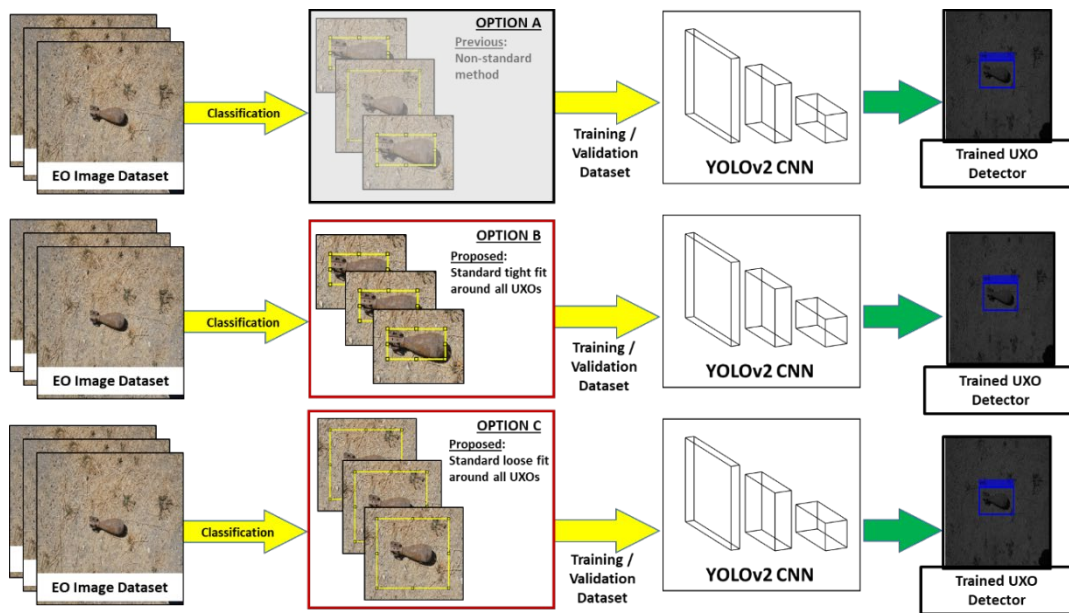 OPTION A
Previous:
Non-standard
method
Classification
EO Image Dataset
Training /
Validation
Dataset
YOLOv2 CNN
Trained UXO
Detector
OPTION B
Proposed:
Standard tight fit
around all UXOs
Classification
EO Image Dataset
Training /
Validation
Dataset
YOLOv2 CNN
Trained UXO
Detector
OPTION C
Proposed:
Standard loose fit
around all UXOs
Classification
EO Image Dataset
Training /
Validation
Dataset
YOLOv2 CNN
Trained UXO
Detector